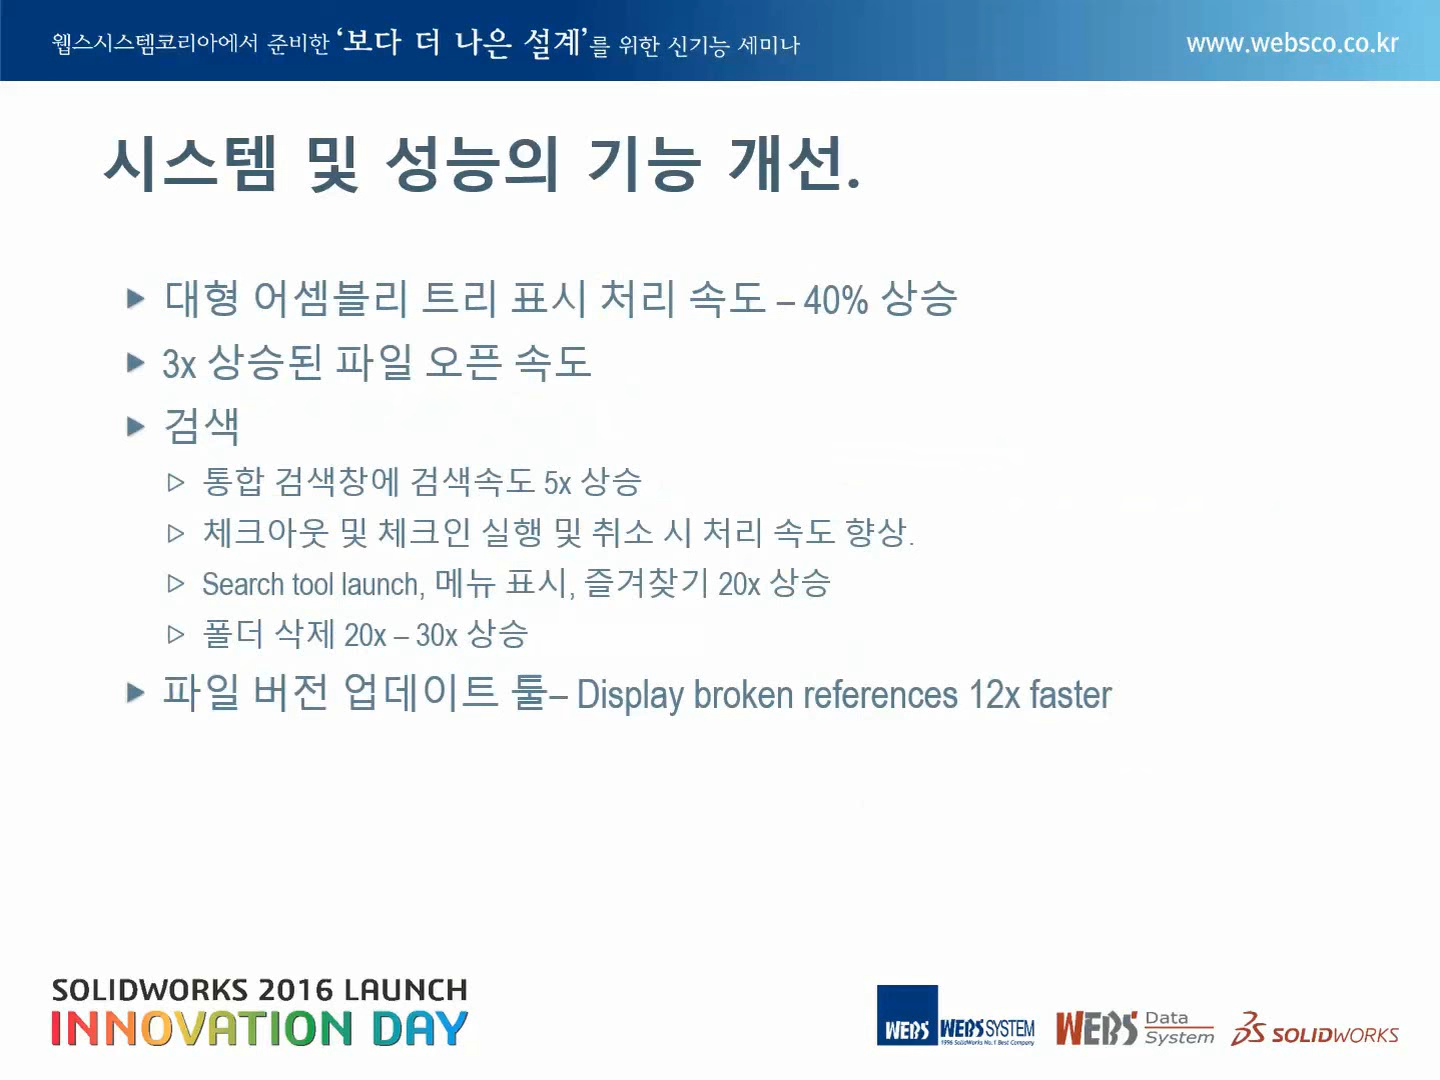 웹스시스템코리아에서 준비한 ‘보다 더 나은 설계’를 위한 신기능 세미나
www.websco.co.kr
시스템 및 성능의 기능 개선.
대형 어셈블리 트리 표시 처리 속도 – 40% 상승
3x 상승된 파일 오픈 속도
검색
통합 검색창에 검색속도 5x 상승
체크아웃 및 체크인 실행 및 취소 시 처리 속도 향상.
Search tool launch, 메뉴 표시, 즐겨찾기 20x 상승
폴더 삭제 20x – 30x 상승
파일 버전 업데이트 툴– Display broken references 12x faster
SOLIDWORKS 2016 LAUNCH
INNOVATION DAY
WEBS
WEBS SYSTEM
1996 SolidWorks No.1 Best Company
WEBS Data System
SOLIDWORKS